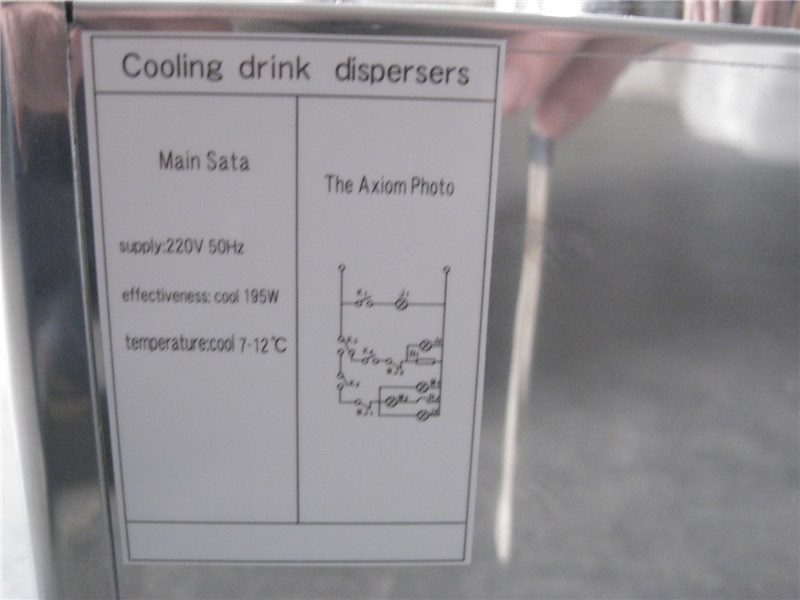 Cooling drink dispersers
Main Sata
supply:220V 50Hz
effectiveness: cool 195W
temperature:cool 7-12℃
The Axiom Photo